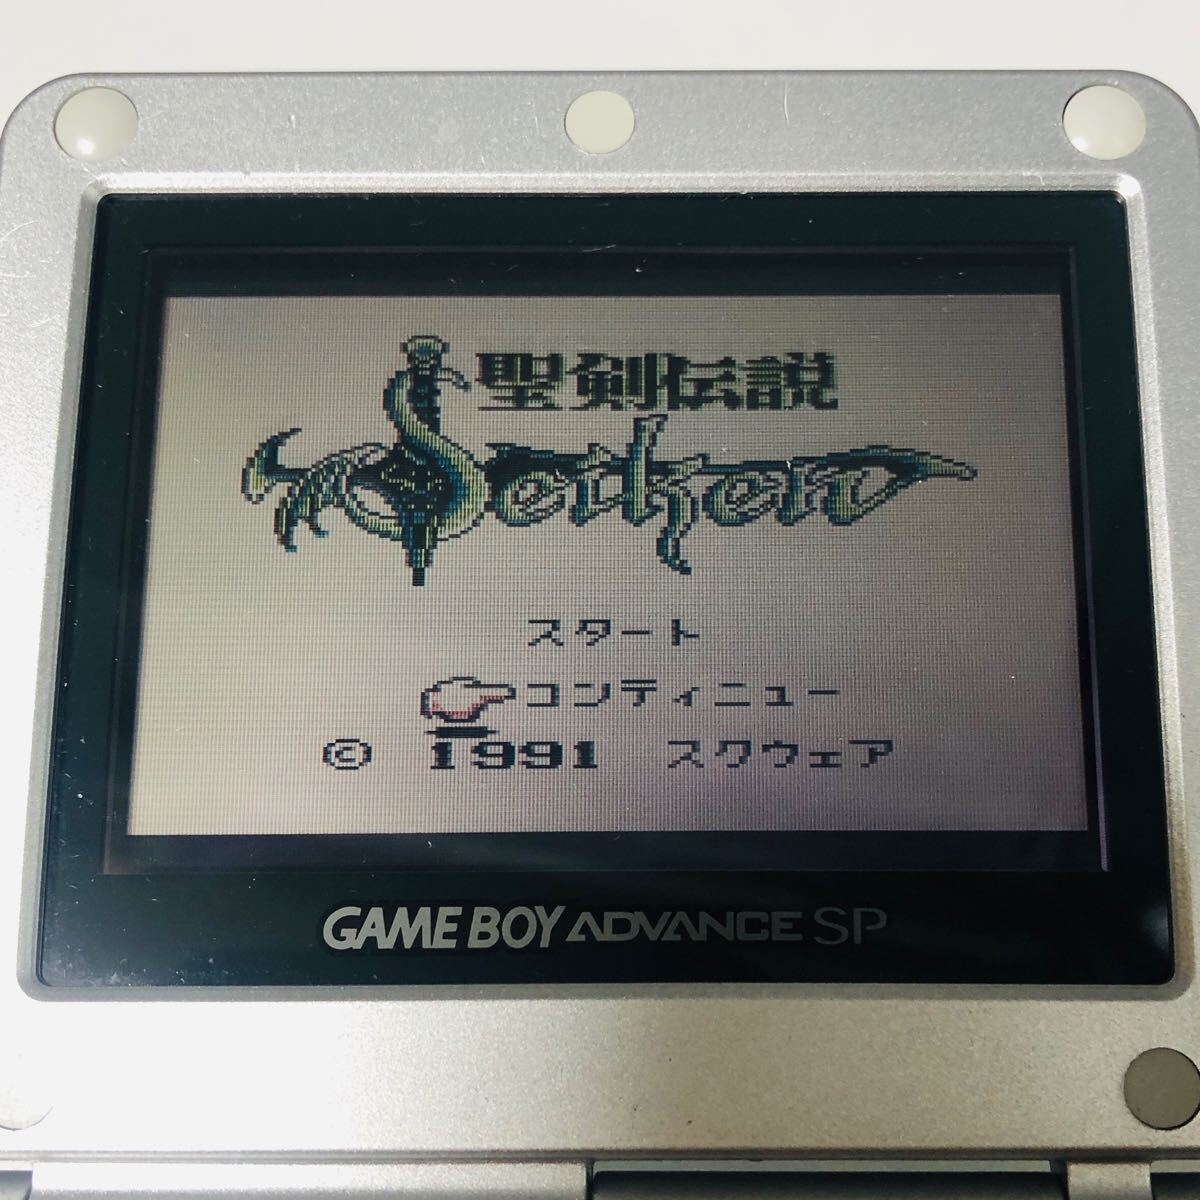 聖剣伝説
Seiken
スタート
コンティニュー
© 1991 スクウェア
GAME BOY ADVANCE SP